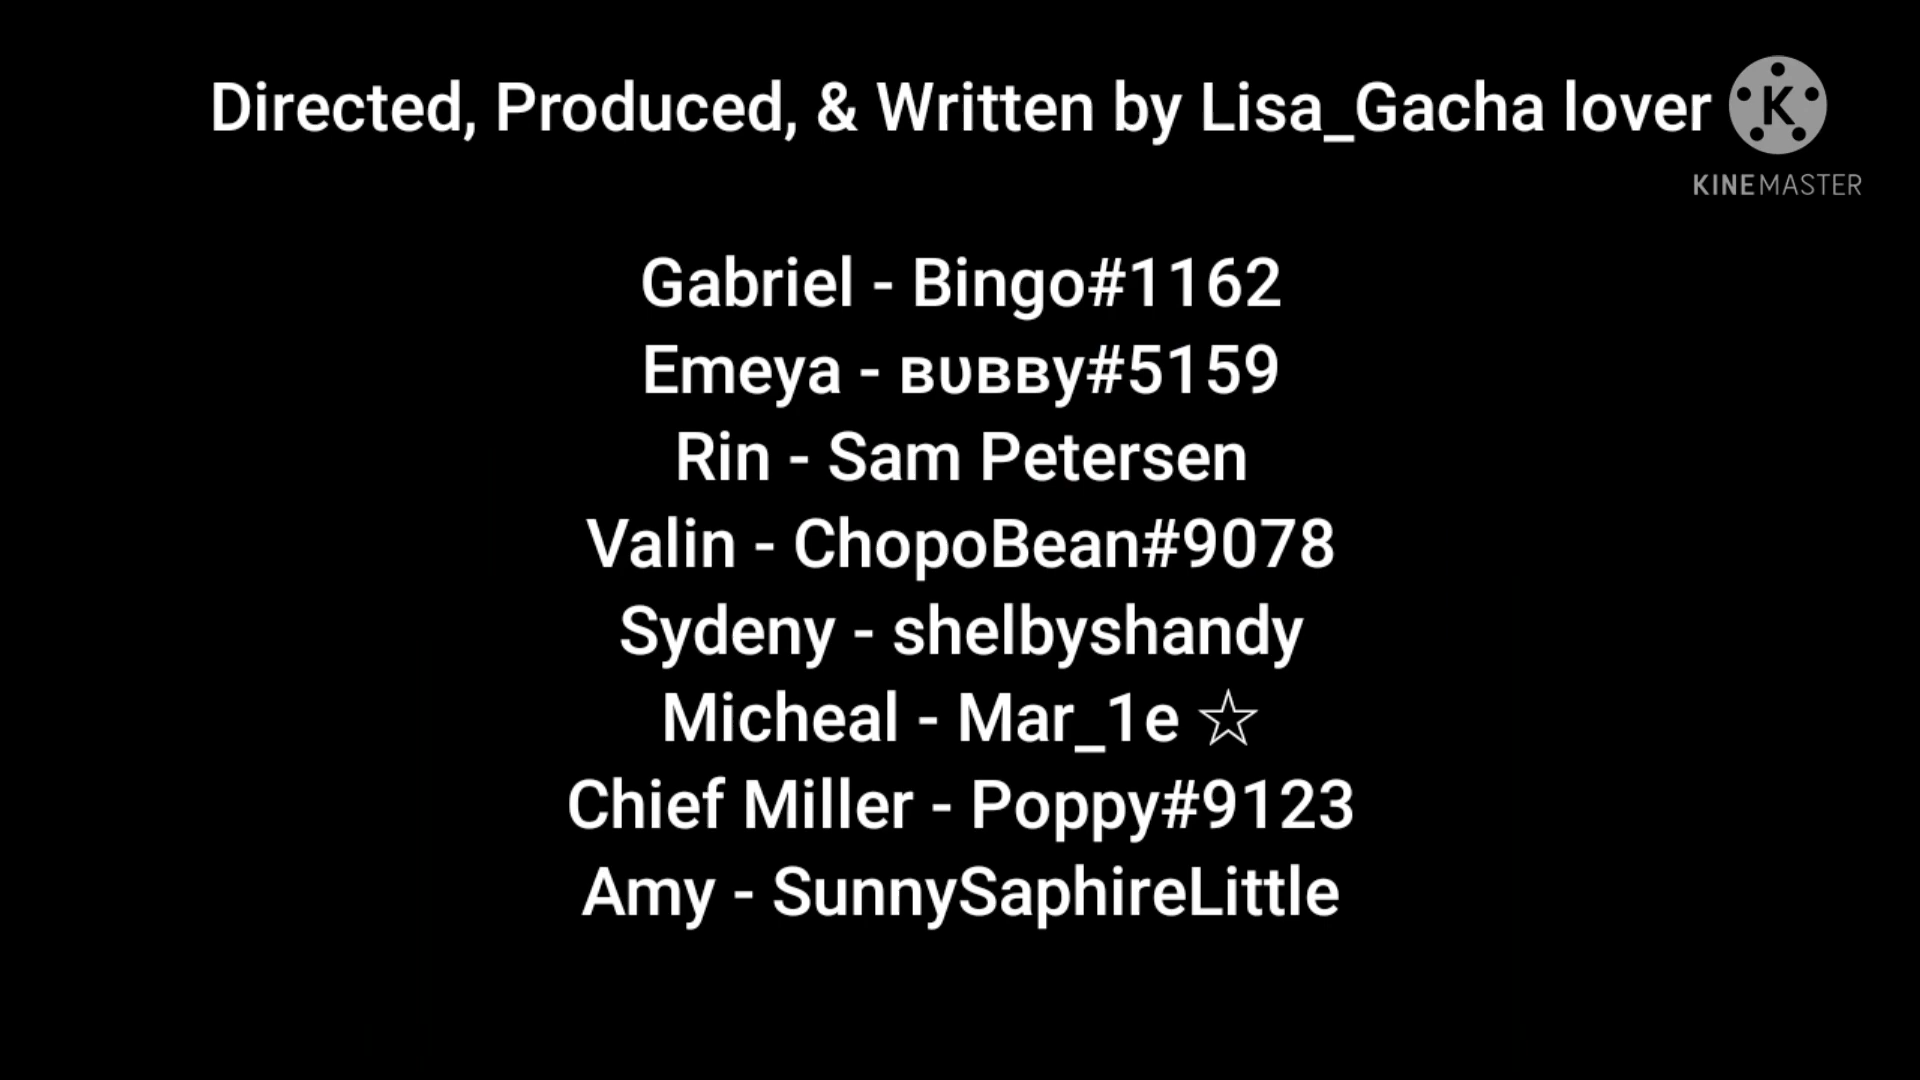 Directed, Produced, & Written by Lisa_Gacha lover
K
KINEMASTER
Gabriel - Bingo#1162
Emeya - ʙᴜʙʙy#5159
Rin - Sam Petersen
Valin - ChopoBean#9078
Sydeny - shelbyshandy
Micheal - Mar_1e ☆
Chief Miller - Poppy#9123
Amy - SunnySaphireLittle